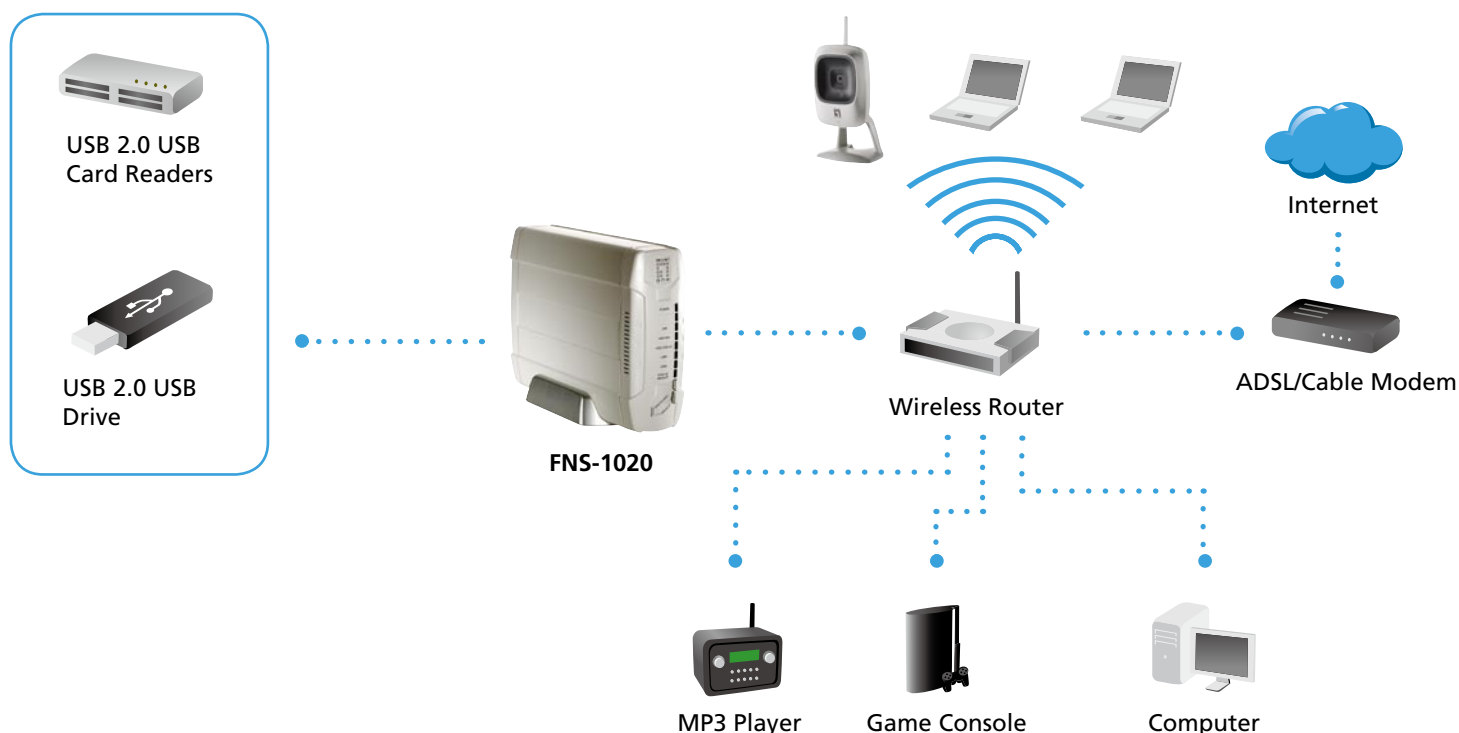 USB 2.0 USB
Card Readers
USB 2.0 USB
Drive
FNS-1020
Wireless Router
Internet
ADSL/Cable Modem
MP3 Player
Game Console
Computer